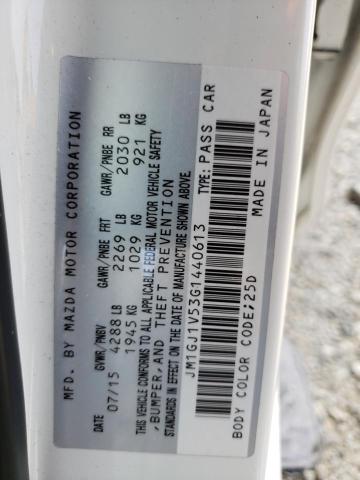 MFD. BY MAZDA MOTOR CORPORATION
GVWR/PNBV GAWR/PNBE FRT GAWR/PNBE RR
DATE 07/15 4288 LB 2269 LB 2030 LB
1945 KG 1029 KG 921 KG
THIS VEHICLE CONFORMS TO ALL APPLICABLE FEDERAL MOTOR VEHICLE SAFETY
,BUMPER,AND THEFT PREVENTION
STANDARDS IN EFFECT ON THE DATE OF MANUFACTURE SHOWN ABOVE.
JM1GJ1V53G1440613 TYPE: PASS CAR
BODY COLOR CODE;25D MADE IN JAPAN